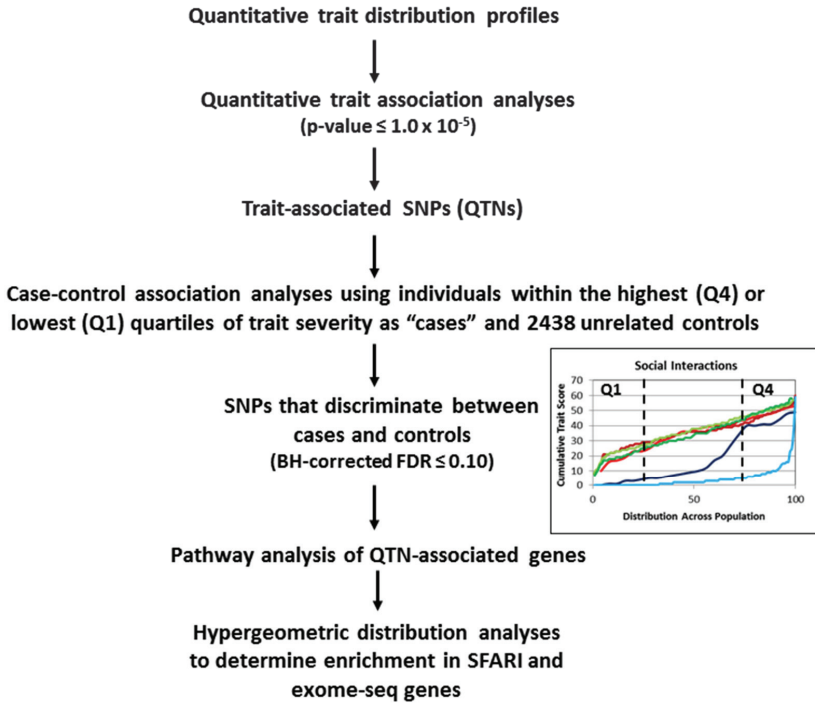 Quantitative trait distribution profiles
Quantitative trait association analyses
(p-value ≤ 1.0 x 10⁻⁵)
Trait-associated SNPs (QTNs)
Case-control association analyses using individuals within the highest (Q4) or
lowest (Q1) quartiles of trait severity as “cases” and 2438 unrelated controls
SNPs that discriminate between
cases and controls
(BH-corrected FDR ≤ 0.10)
Social Interactions
Cumulative Trait Score
70
60
50
40
30
20
10
0
Q1
Q4
0
50
100
Distribution Across Population
Pathway analysis of QTN-associated genes
Hypergeometric distribution analyses
to determine enrichment in SFARI and
exome-seq genes